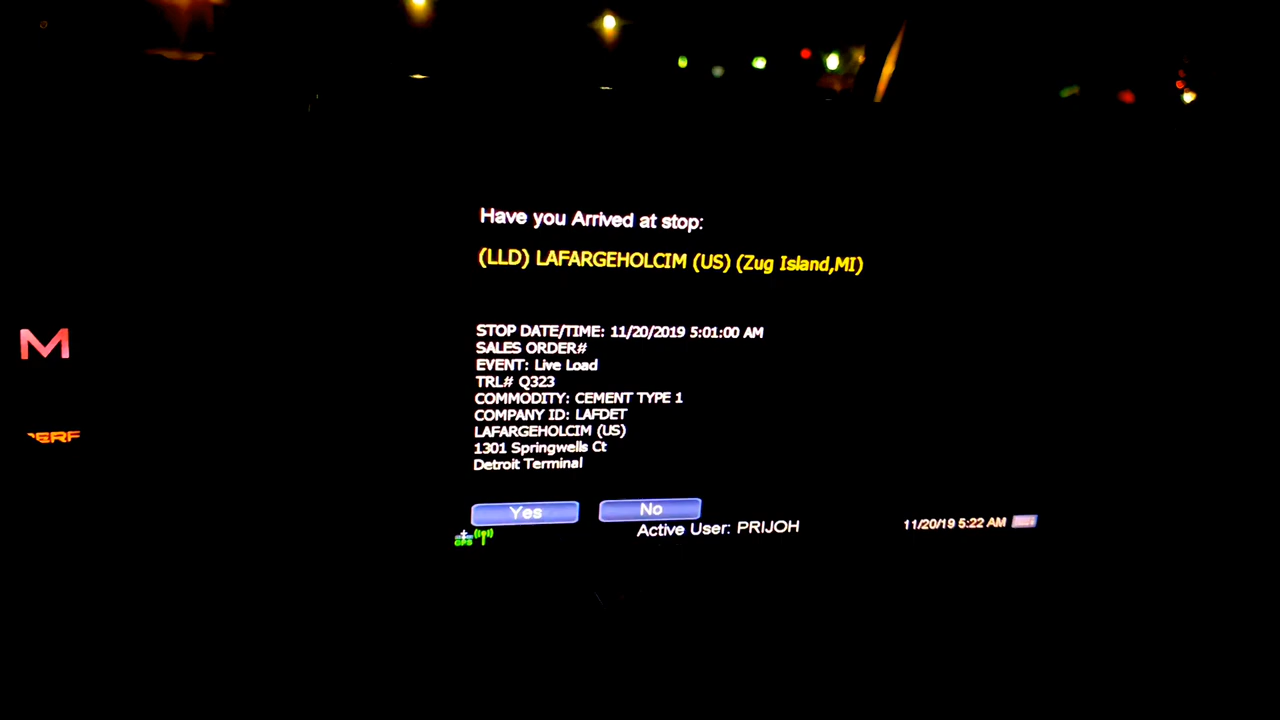 Have you Arrived at stop:
(LLD) LAFARGEHOLCIM (US) (Zug Island,MI)
STOP DATE/TIME: 11/20/2019 5:01:00 AM
SALES ORDER#
EVENT: Live Load
TRL# Q323
COMMODITY: CEMENT TYPE 1
COMPANY ID: LAFDET
LAFARGEHOLCIM (US)
1301 Springwells Ct
Detroit Terminal
Yes No
GPS Active User: PRIJOH 11/20/19 5:22 AM
M
PERF